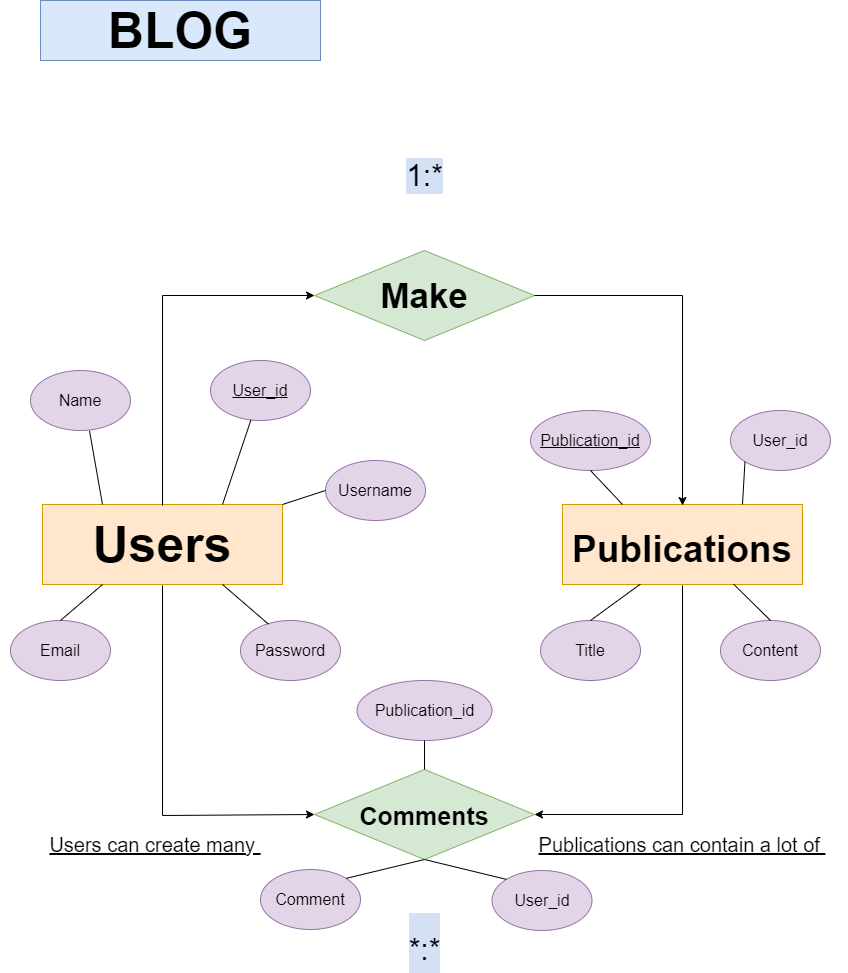 BLOG
1:*
Make
Name
User_id
Username
Publication_id
User_id
Users
Publications
Email
Password
Title
Content
Publication_id
Comments
Users can create many
Publications can contain a lot of
Comment
User_id
*:*